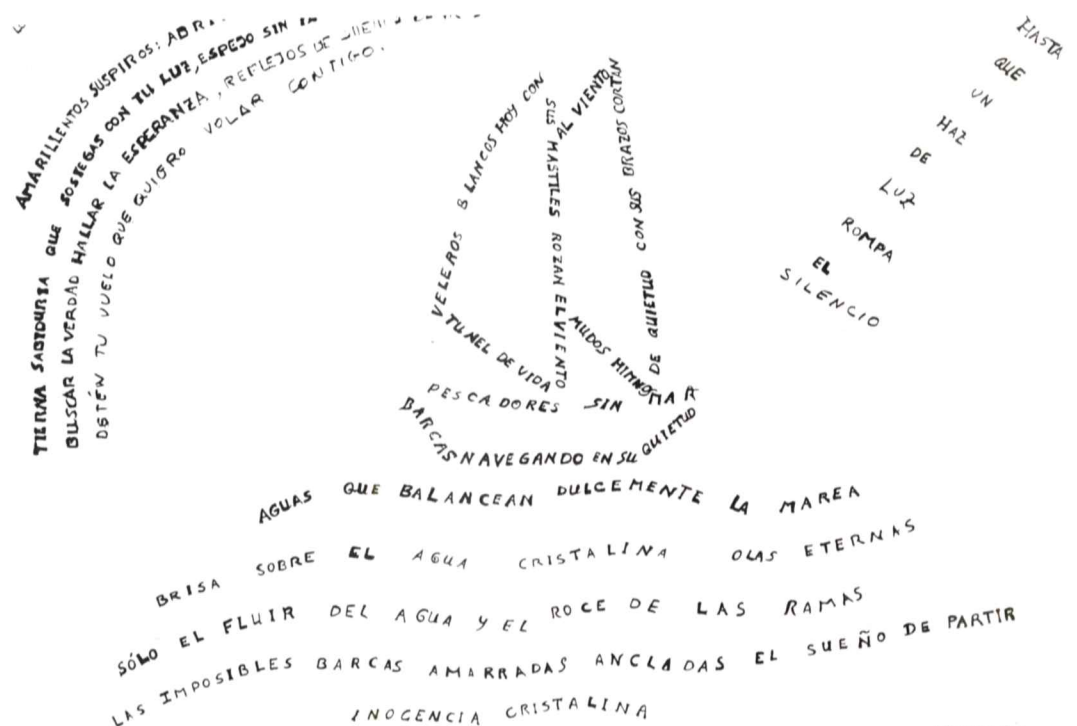 AMARILLENTOS SUSPIROS:
TIERNA SABIDURIA QUE SOSIEGAS CON TU LUZ, ESPEJO SIN
BUSCAR LA VERDAD HALLAR LA ESPERANZA, REFLEJOS DE
DETÉN TU VUELO QUE QUIERO VOLAR CONTIGO.
HASTA
QUE
UN
HAZ
DE
LUZ
ROMPA
EL
SILENCIO
VELEROS BLANCOS HOY CON
SUS MASTILES ROZAN EL VIENTO
AL VIENTO
DE QUIETUD CON SUS BRAZOS CORTAN
TUNEL DE VIDA
MUDOS HIMNOS
PESCADORES SIN MAR
BARCAS NAVEGANDO EN SU QUIETUD
AGUAS QUE BALANCEAN DULCEMENTE LA MAREA
BRISA SOBRE EL AGUA CRISTALINA OLAS ETERNAS
SÓLO EL FLUIR DEL AGUA Y EL ROCE DE LAS RAMAS
LAS IMPOSIBLES BARCAS AMARRADAS ANCLADAS EL SUEÑO DE PARTIR
INOCENCIA CRISTALINA